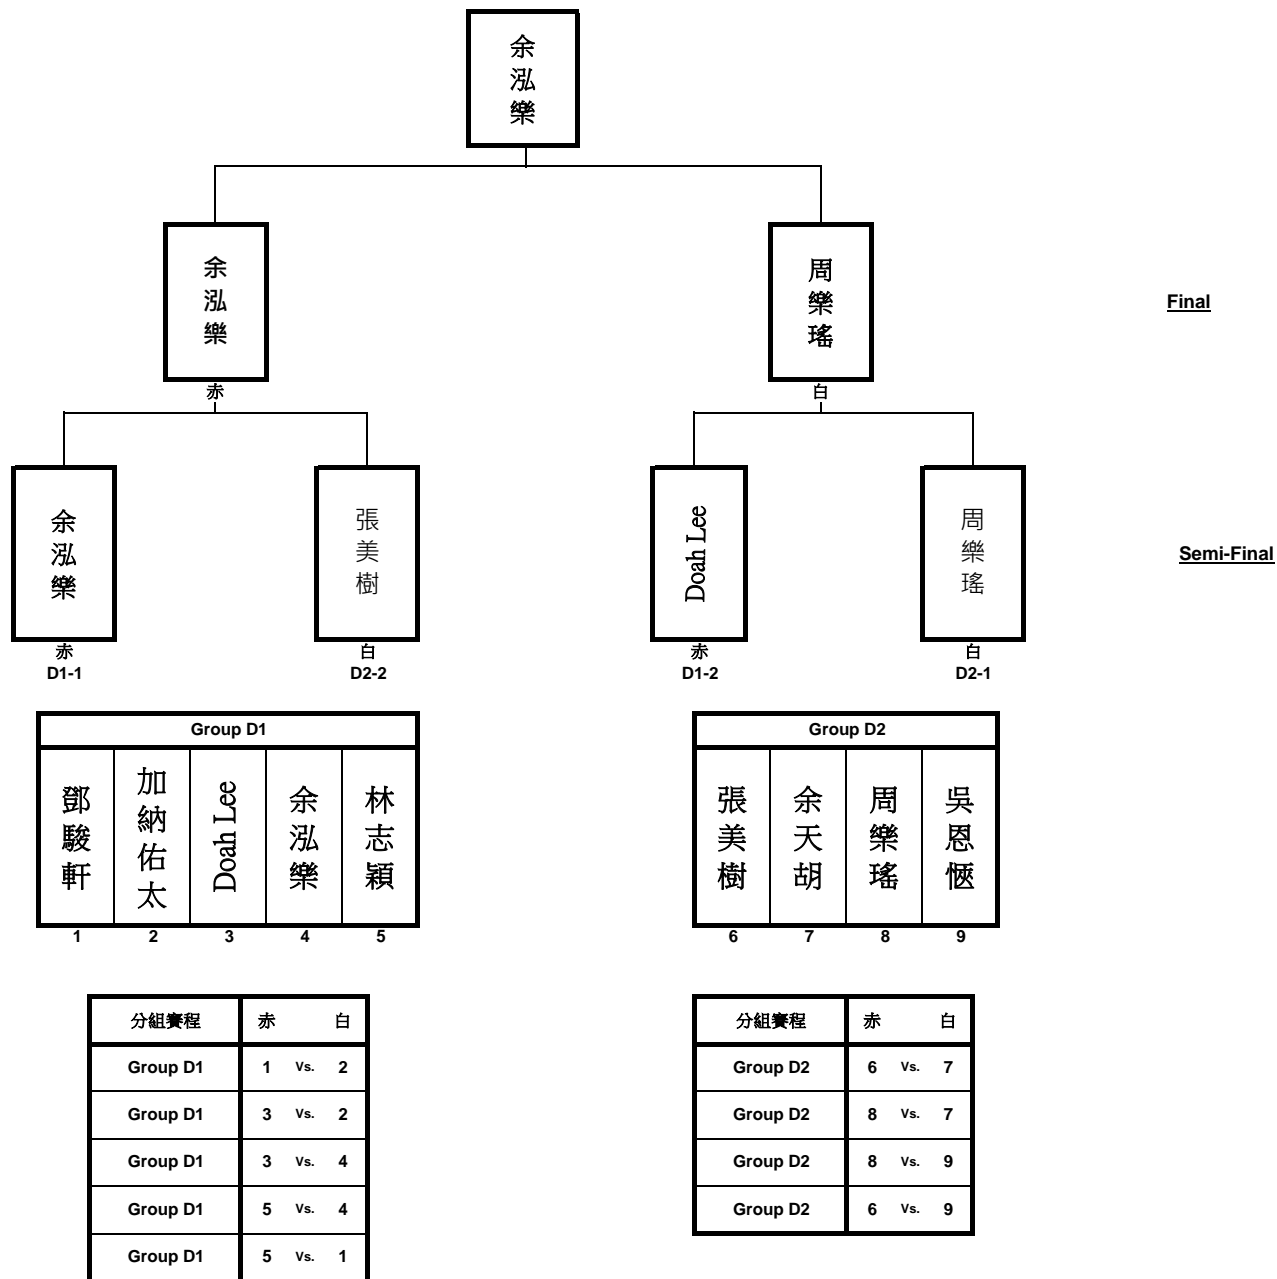 余泓樂
余泓樂
周樂瑤
Final
赤
白
余泓樂
張美樹
Doah Lee
周樂瑤
Semi-Final
赤
白
赤
白
D1-1
D2-2
D1-2
D2-1
Group D1
鄧駿軒
加納佑太
Doah Lee
余泓樂
林志穎
1 2 3 4 5
Group D2
張美樹
余天胡
周樂瑤
吳恩愜
6 7 8 9
分組賽程 赤 白
Group D1 1 Vs. 2
Group D1 3 Vs. 2
Group D1 3 Vs. 4
Group D1 5 Vs. 4
Group D1 5 Vs. 1
分組賽程 赤 白
Group D2 6 Vs. 7
Group D2 8 Vs. 7
Group D2 8 Vs. 9
Group D2 6 Vs. 9